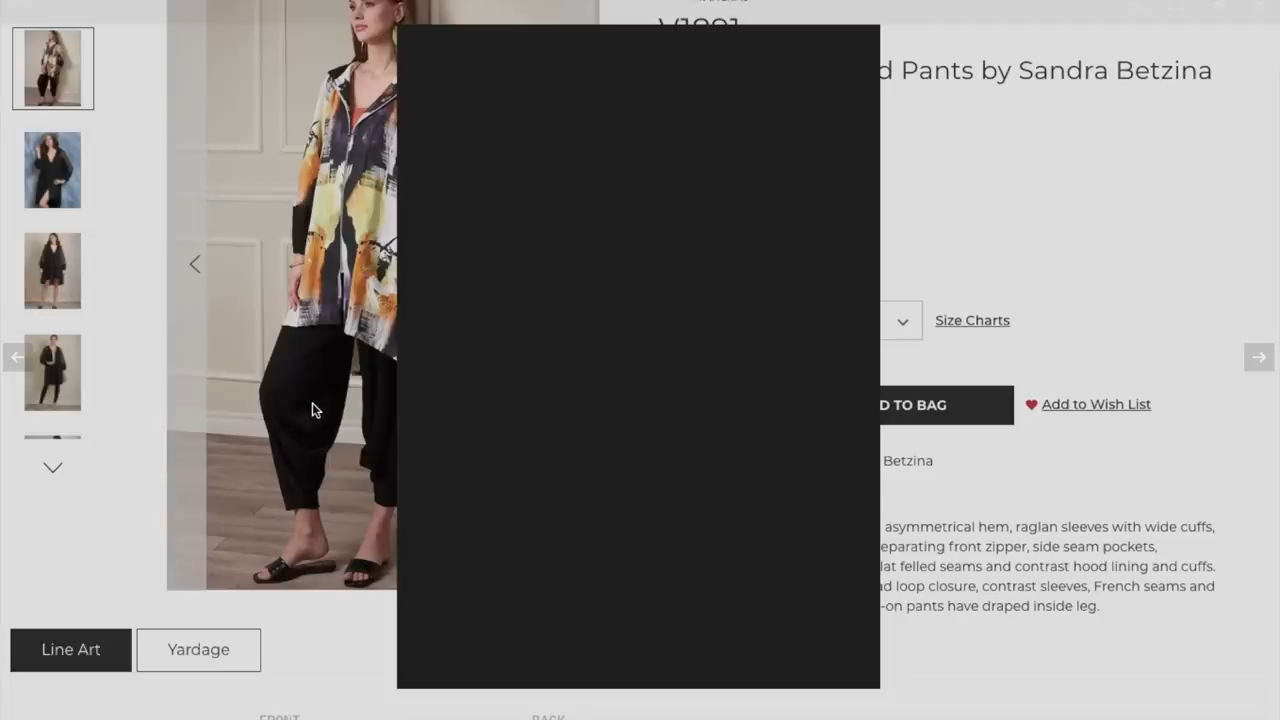 d Pants by Sandra Betzina
Size Charts
D TO BAG
Add to Wish List
Betzina
asymmetrical hem, raglan sleeves with wide cuffs,
eparating front zipper, side seam pockets,
lat felled seams and contrast hood lining and cuffs.
d loop closure, contrast sleeves, French seams and
-on pants have draped inside leg.
Line Art
Yardage
FRONT
BACK